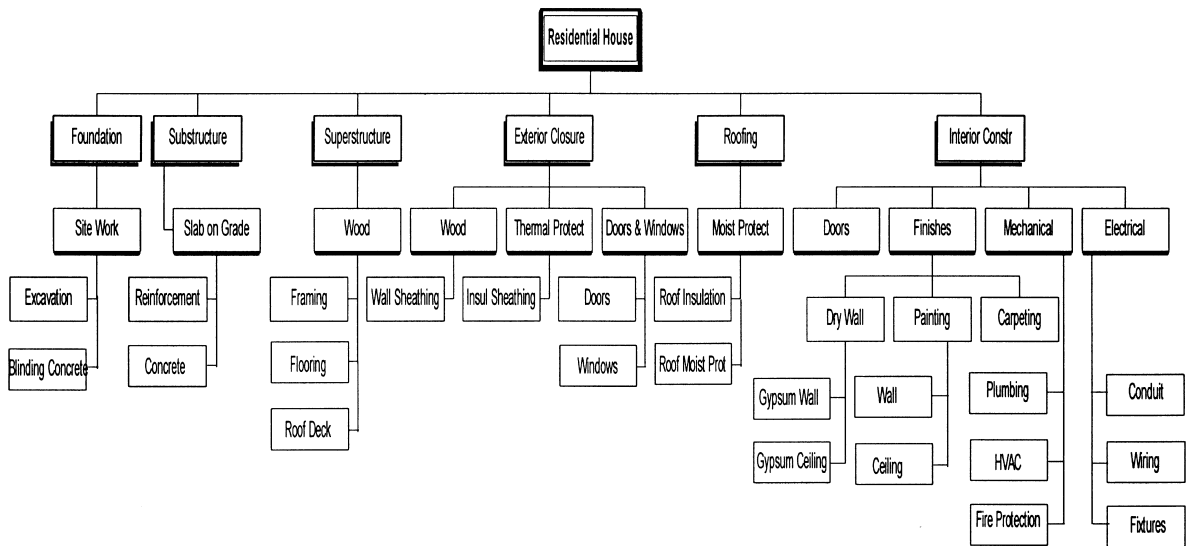 Residential House
Foundation
Substructure
Superstructure
Exterior Closure
Roofing
Interior Constr
Site Work
Slab on Grade
Wood
Wood
Thermal Protect
Doors & Windows
Moist Protect
Doors
Finishes
Mechanical
Electrical
Excavation
Reinforcement
Framing
Wall Sheathing
Insul Sheathing
Doors
Roof Insulation
Dry Wall
Painting
Carpeting
Blinding Concrete
Concrete
Flooring
Windows
Roof Moist Prot
Gypsum Wall
Wall
Plumbing
Conduit
Roof Deck
Gypsum Ceiling
Ceiling
HVAC
Wiring
Fire Protection
Fixtures